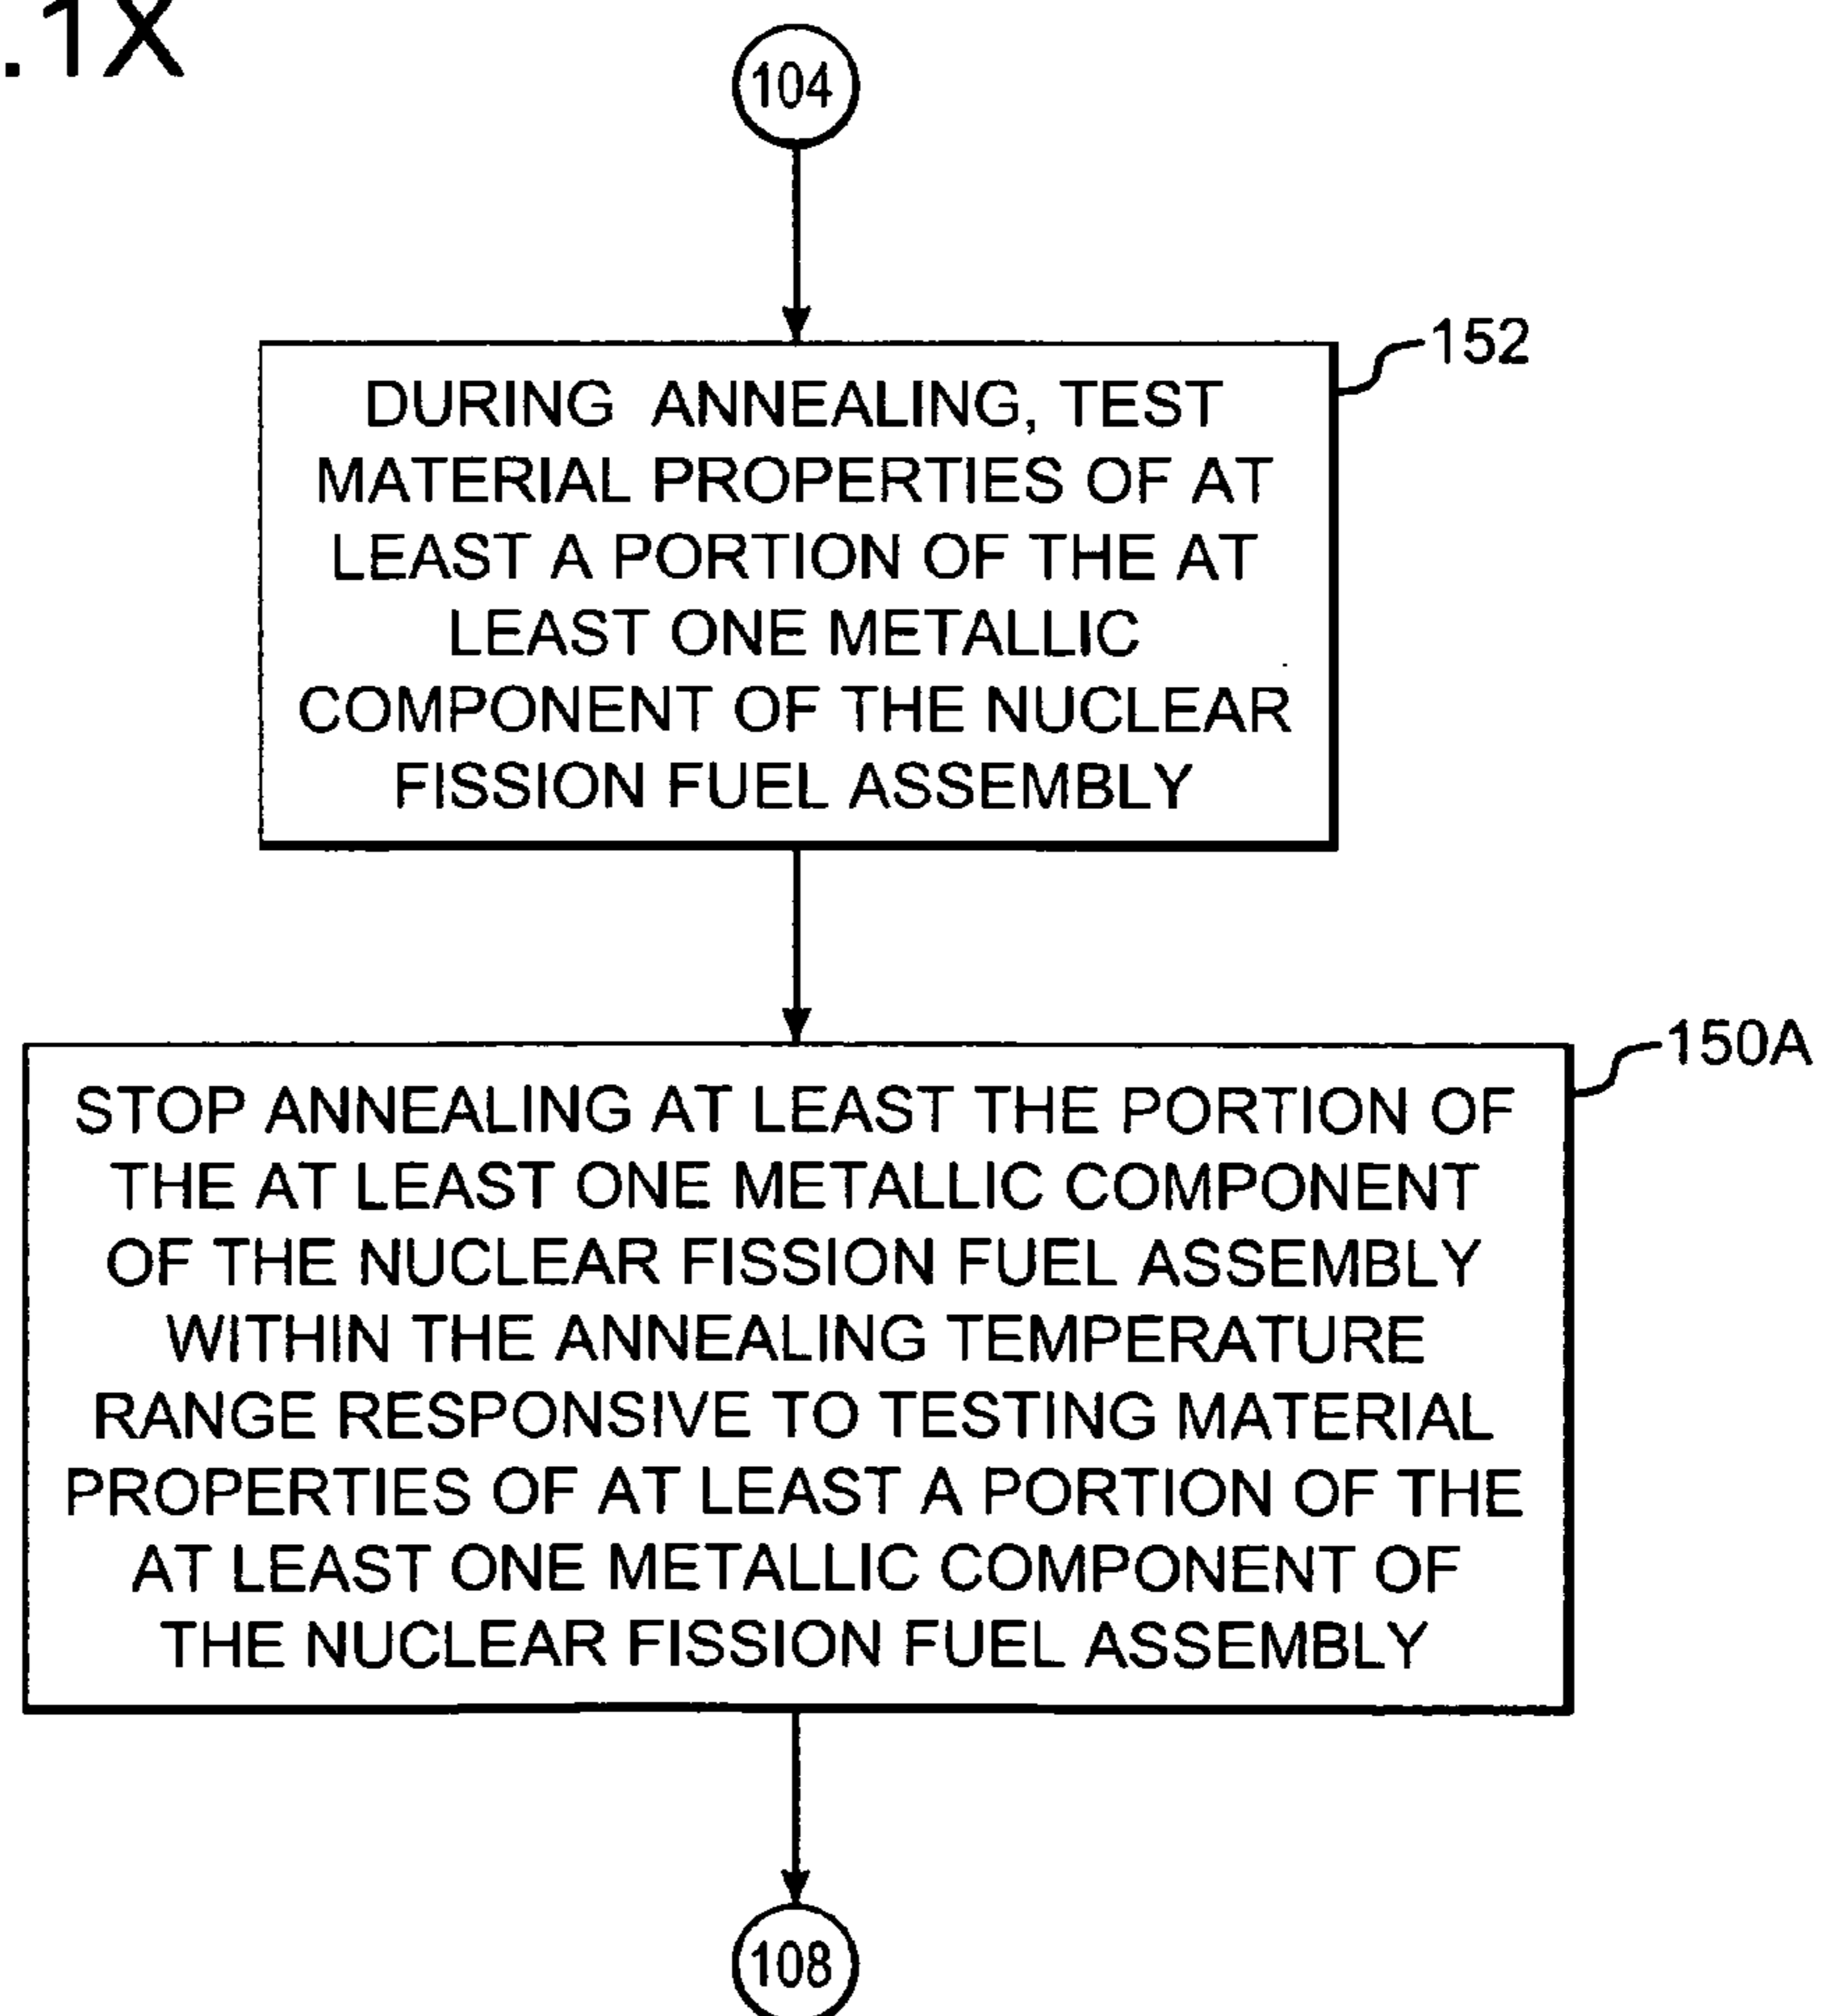 .1X
104
152
DURING ANNEALING, TEST
MATERIAL PROPERTIES OF AT
LEAST A PORTION OF THE AT
LEAST ONE METALLIC
COMPONENT OF THE NUCLEAR
FISSION FUEL ASSEMBLY
150A
STOP ANNEALING AT LEAST THE PORTION OF
THE AT LEAST ONE METALLIC COMPONENT
OF THE NUCLEAR FISSION FUEL ASSEMBLY
WITHIN THE ANNEALING TEMPERATURE
RANGE RESPONSIVE TO TESTING MATERIAL
PROPERTIES OF AT LEAST A PORTION OF THE
AT LEAST ONE METALLIC COMPONENT OF
THE NUCLEAR FISSION FUEL ASSEMBLY
108